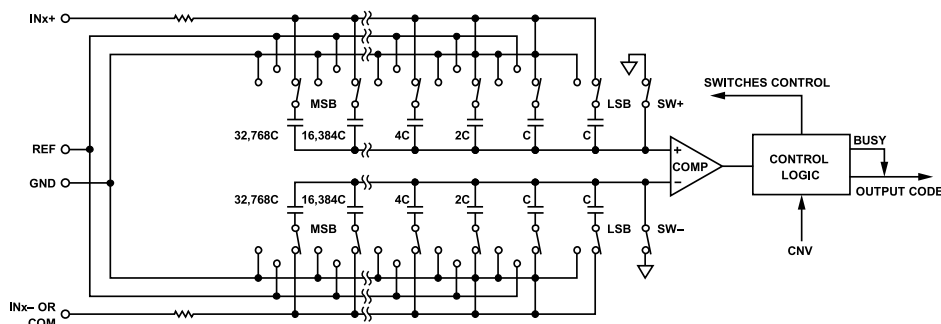 INx+
SWITCHES CONTROL
MSB
LSB
SW+
32,768C
16,384C
4C
2C
C
C
BUSY
REF
COMP
CONTROL
LOGIC
GND
OUTPUT CODE
32,768C
16,384C
4C
2C
C
C
MSB
LSB
SW–
CNV
INx– OR
COM
+
–